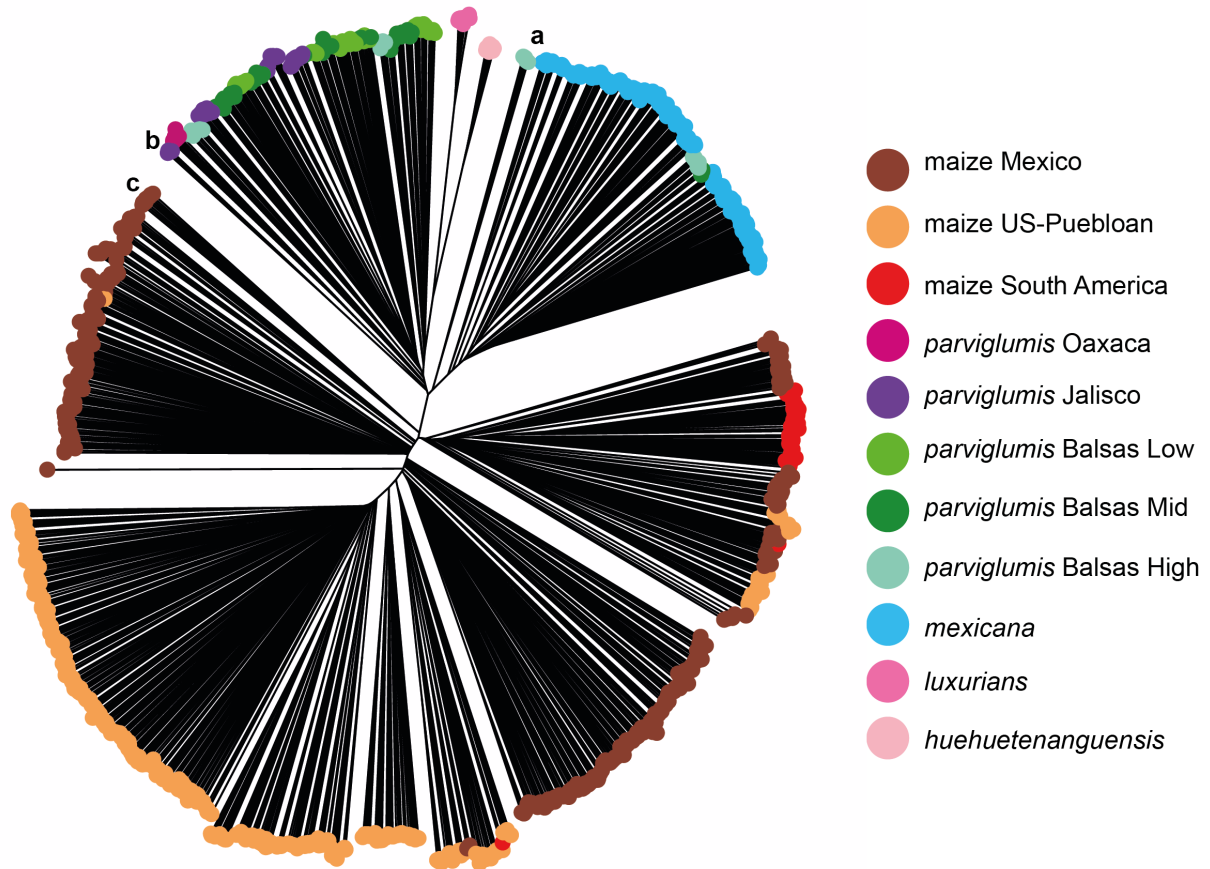 a
b
c
maize Mexico
maize US-Puebloan
maize South America
parviglumis Oaxaca
parviglumis Jalisco
parviglumis Balsas Low
parviglumis Balsas Mid
parviglumis Balsas High
mexicana
luxurians
huehuetenanguensis